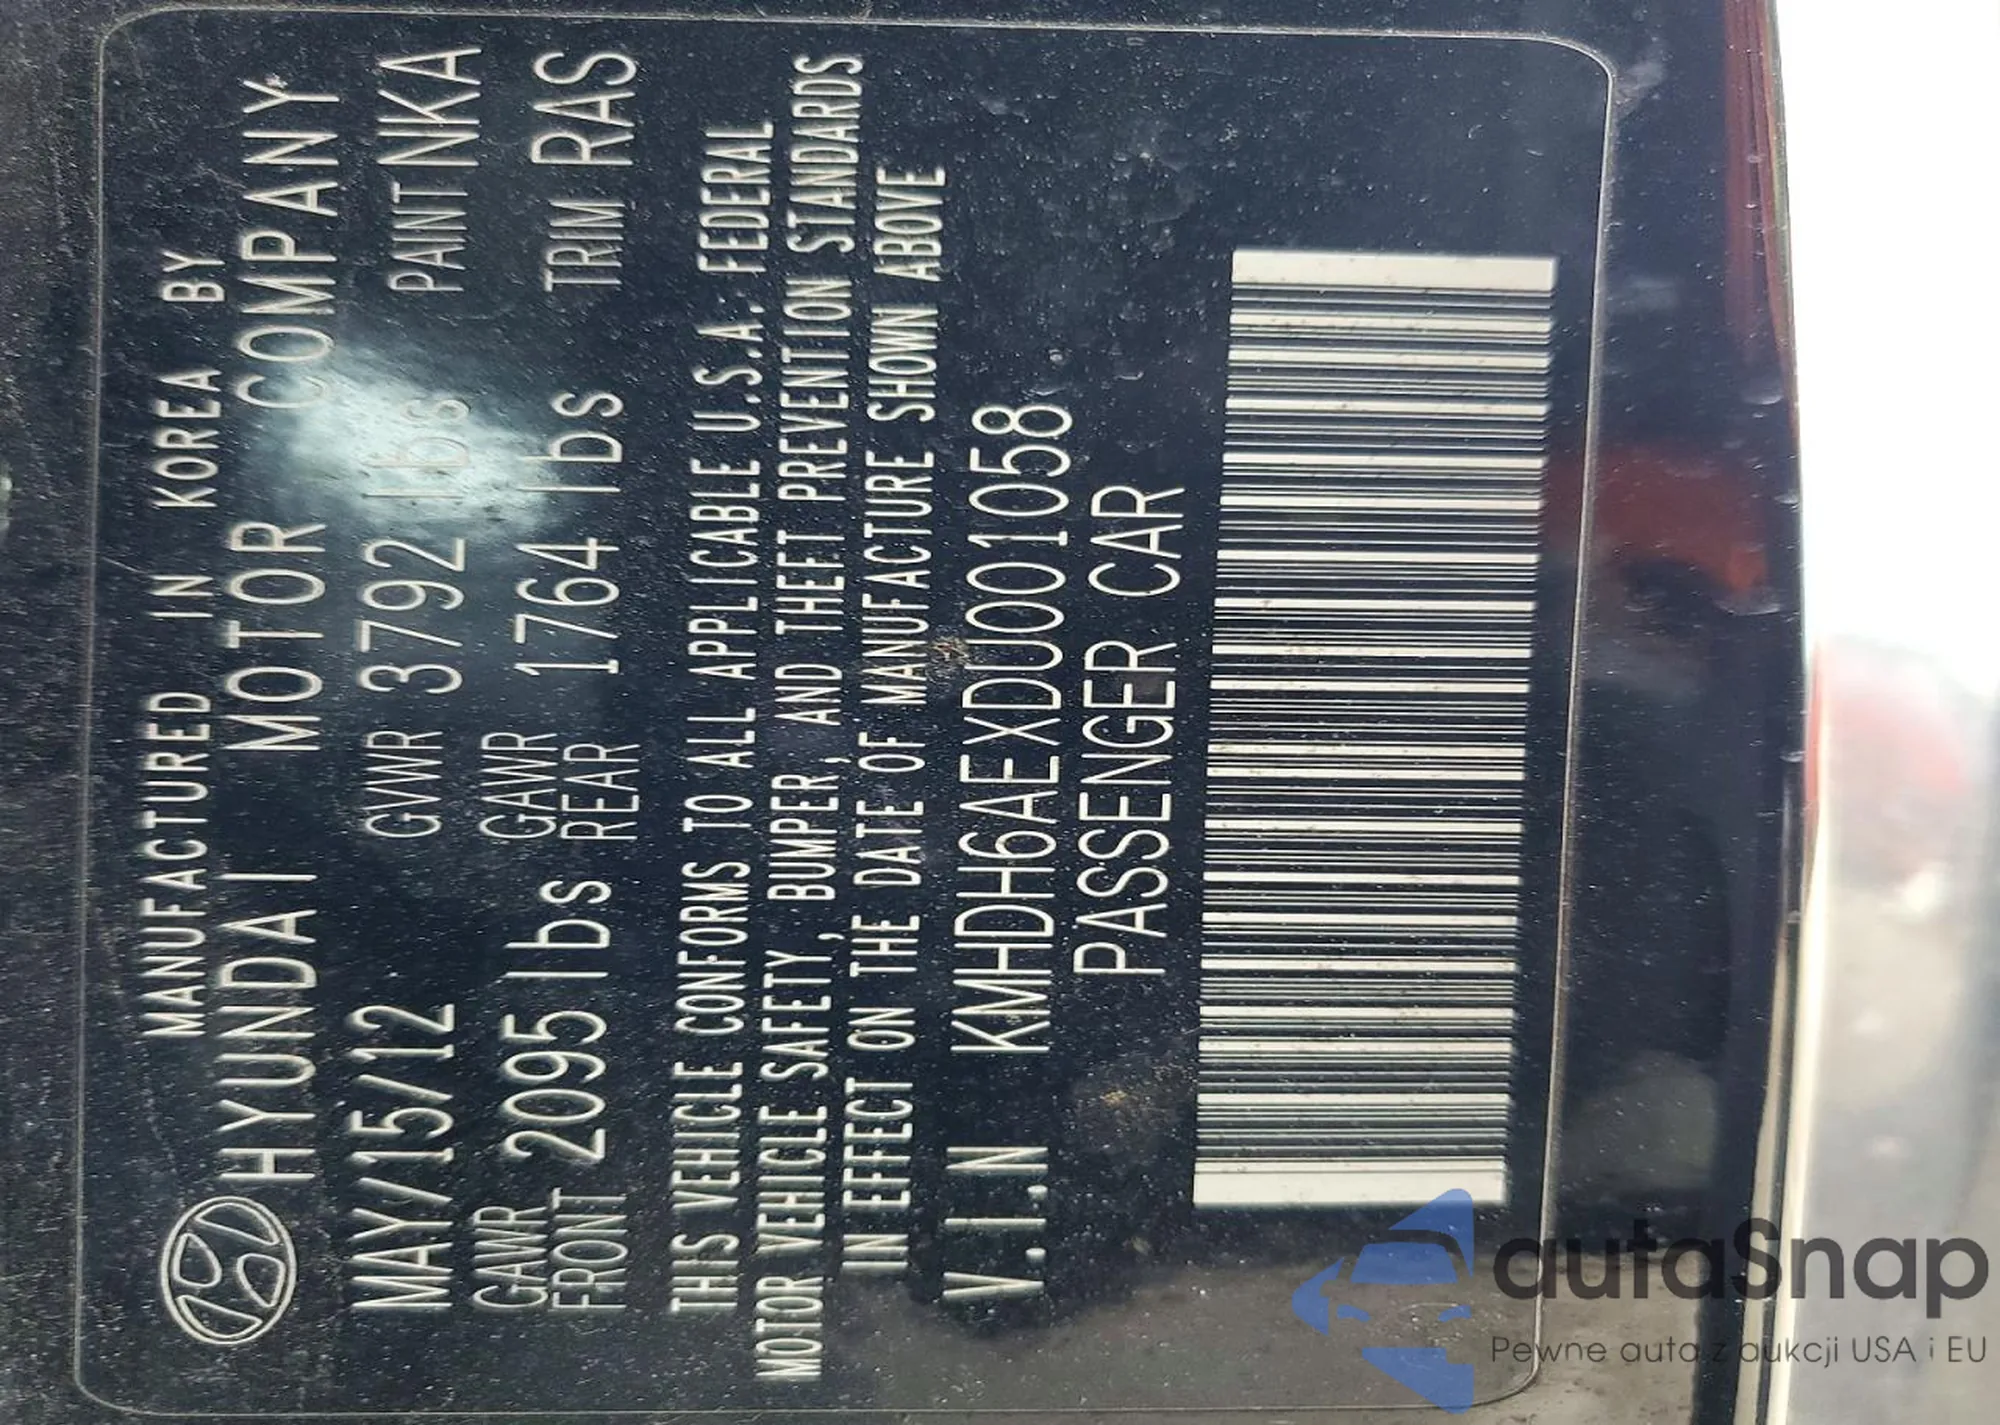 MANUFACTURED IN KOREA BY
HYUNDAI MOTOR COMPANY
MAY/15/12 GVWR 3792 lbs PAINT NKA
GAWR FRONT 2095 lbs GAWR REAR 1764 lbs TRIM RAS
THIS VEHICLE CONFORMS TO ALL APPLICABLE U.S.A. FEDERAL
MOTOR VEHICLE SAFETY, BUMPER, AND THEFT PREVENTION STANDARDS
IN EFFECT ON THE DATE OF MANUFACTURE SHOWN ABOVE
V.I.N KMHDH6AEXDU001058
PASSENGER CAR
autaSnap
Pewne auta z aukcji USA i EU